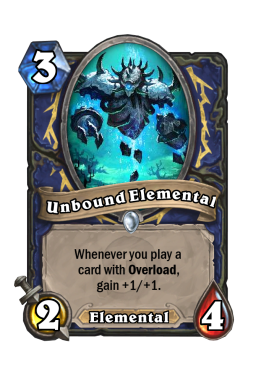 3
Unbound Elemental
Whenever you play a
card with Overload,
gain +1/+1.
2
Elemental
4